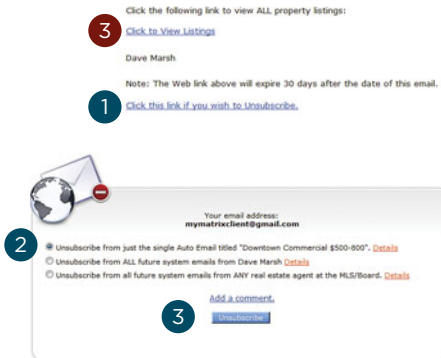 Click the following link to view ALL property listings:
3 Click to View Listings
Dave Marsh
Note: The Web link above will expire 30 days after the date of this email.
1 Click this link if you wish to Unsubscribe.
Your email address:
mymatrixclient@gmail.com
2 Unsubscribe from just the single Auto Email titled "Downtown Commercial $500-800". Details
Unsubscribe from ALL future system emails from Dave Marsh Details
Unsubscribe from all future system emails from ANY real estate agent at the MLS/Board. Details
Add a comment.
3 Unsubscribe